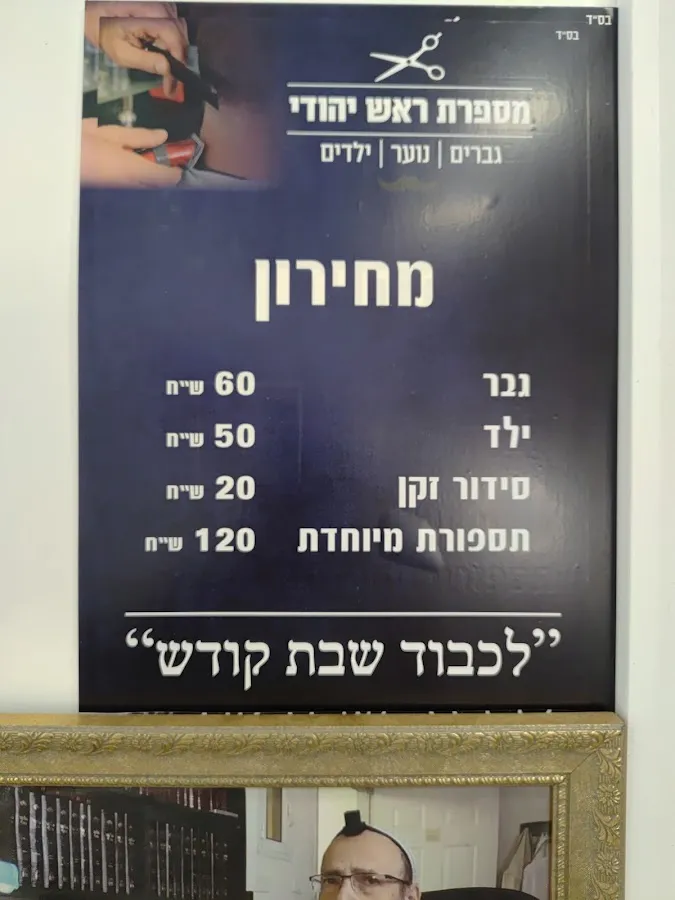 בס״ד
בס״ד
מספרת ראש יהודי
גברים | נוער | ילדים
מחירון
גבר 60 ש״ח
ילד 50 ש״ח
סידור זקן 20 ש״ח
תספורת מיוחדת 120 ש״ח
”לכבוד שבת קודש“